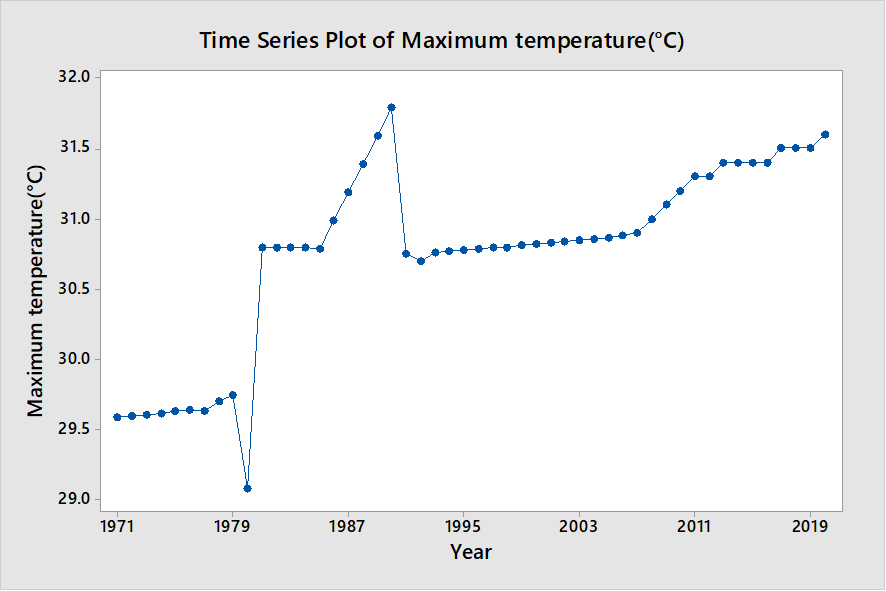 Time Series Plot of Maximum temperature(°C)
Maximum temperature(°C)
32.0
31.5
31.0
30.5
30.0
29.5
29.0
1971 1979 1987 1995 2003 2011 2019
Year